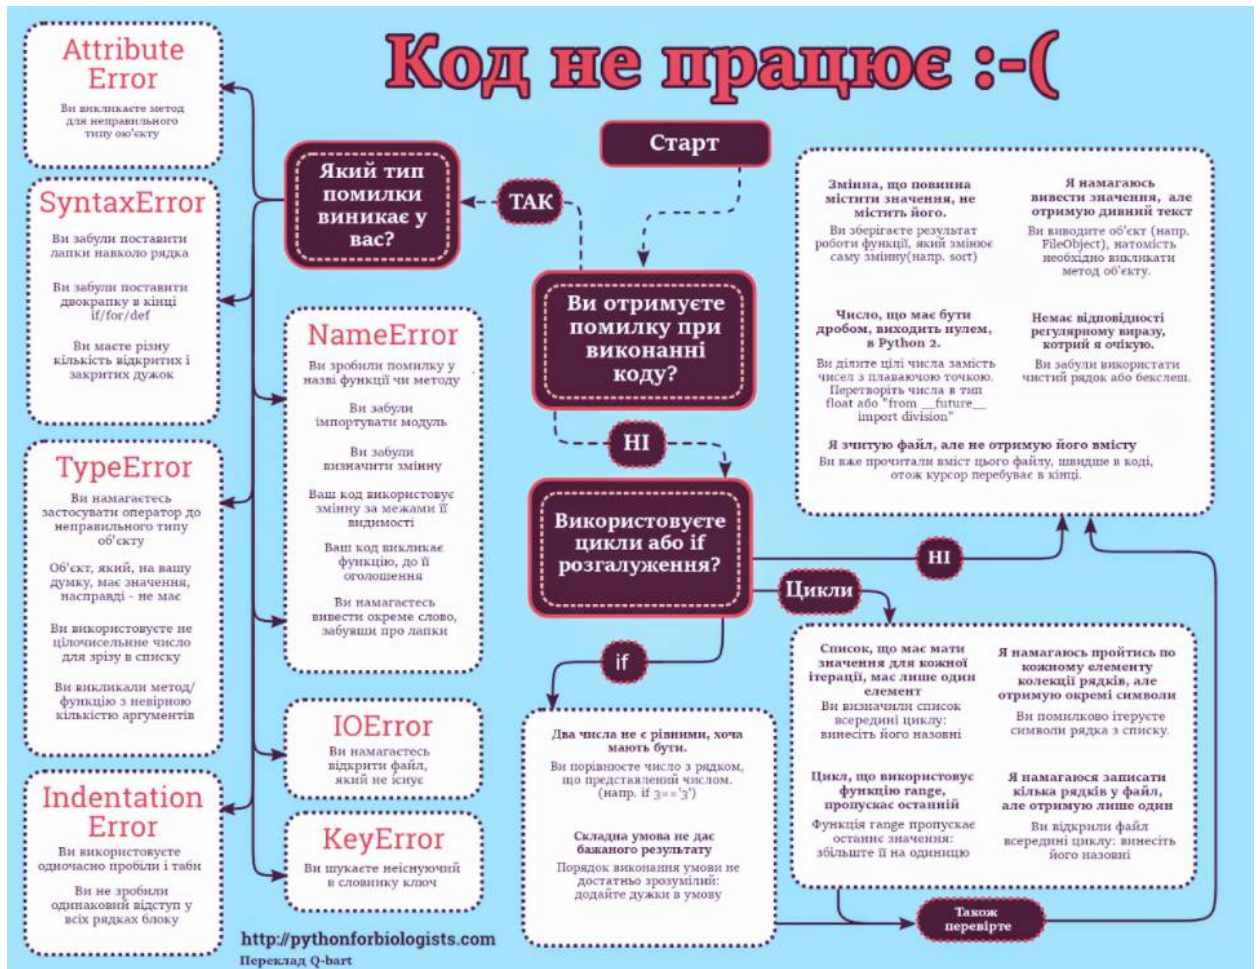 Код не працює :-(
Attribute
Error
Ви викликаєте метод
для неправильного
типу ою'єкту
SyntaxError
Ви забули поставити
лапки навколо рядка
Ви забули поставити
двокрапку в кінці
if/for/def
Ви маєте різну
кількість відкритих і
закритих дужок
TypeError
Ви намагаєтесь
застосувати оператор до
неправильного типу
об'єкту
Об'єкт, який, на вашу
думку, має значення,
насправді - не має
Ви використовуєте не
цілочисельнне число
для зрізу в списку
Ви викликали метод/
функцію з невірною
кількістю аргументів
Indentation
Error
Ви використовуєте
одночасно пробіли і таби
Ви не зробили
одинаковий відступ у
всіх рядках блоку
Який тип
помилки
виникає у
вас?
ТАК
Старт
Ви отримуєте
помилку при
виконанні
коду?
НІ
NameError
Ви зробили помилку у
назві функції чи методу
Ви забули
імпортувати модуль
Ви забули
визначити змінну
Ваш код використовує
змінну за межами її
видимості
Ваш код викликає
функцію, до її
оголошення
Ви намагаєтесь
вивести окреме слово,
забувши про лапки
IOError
Ви намагаєтесь
відкрити файл,
який не існує
KeyError
Ви шукаєте неіснуючий
в словнику ключ
Використовуєте
цикли або if
розгалуження?
НІ
Цикли
if
Змінна, що повинна
містити значення, не
містить його.
Ви зберігаєте результат
роботи функції, який змінює
саму змінну(напр. sort)
Я намагаюсь
вивести значення, але
отримую дивний текст
Ви виводите об'єкт (напр.
FileObject), натомість
необхідно викликати
метод об'єкту.
Число, що має бути
дробом, виходить нулем,
в Python 2.
Ви ділите цілі числа замість
чисел з плаваючою точкою.
Перетворіть числа в тип
float або "from __future__
import division"
Немає відповідності
регулярному виразу,
котрий я очікую.
Ви забули використати
чистий рядок або бекслеш.
Я зчитую файл, але не отримую його вмісту
Ви вже прочитали вміст цього файлу, швидше в коді,
отож курсор перебуває в кінці.
Два числа не є рівними, хоча
мають бути.
Ви порівнюєте число з рядком,
що представлений числом.
(напр. if 3=='3')
Складна умова не дає
бажаного результату
Порядок виконання умови не
достатньо зрозумілий:
додайте дужки в умову
Список, що має мати
значення для кожної
ітерації, має лише один
елемент
Ви визначили список
всередині циклу:
винесіть його назовні
Я намагаюсь пройтись по
кожному елементу
колекції рядків, але
отримую окремі символи
Ви помилково ітеруєте
символи рядка з списку.
Цикл, що використовує
функцію range,
пропускає останній
Функція range пропускає
останнє значення:
збільште її на одиницю
Я намагаюся записати
кілька рядків у файл,
але отримую лише один
Ви відкрили файл
всередині циклу: винесіть
його назовні
Також
перевірте
http://pythonforbiologists.com
Переклад Q-bart